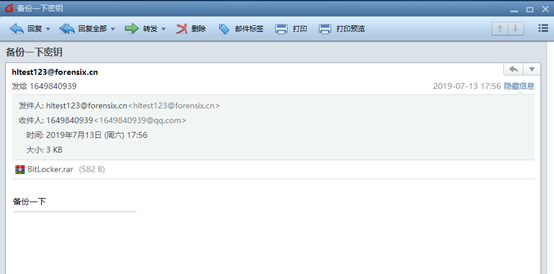 备份一下密钥
回复 回复全部 转发 删除 邮件标签 打印 打印预览
备份一下密钥
hltest123@forensix.cn
发给 1649840939 2019-07-13 17:56 隐藏信息
发件人: hltest123@forensix.cn<hltest123@forensix.cn>
收件人: 1649840939<1649840939@qq.com>
时间: 2019年7月13日 (周六) 17:56
大小: 3 KB
BitLocker.rar (582 B)
备份一下